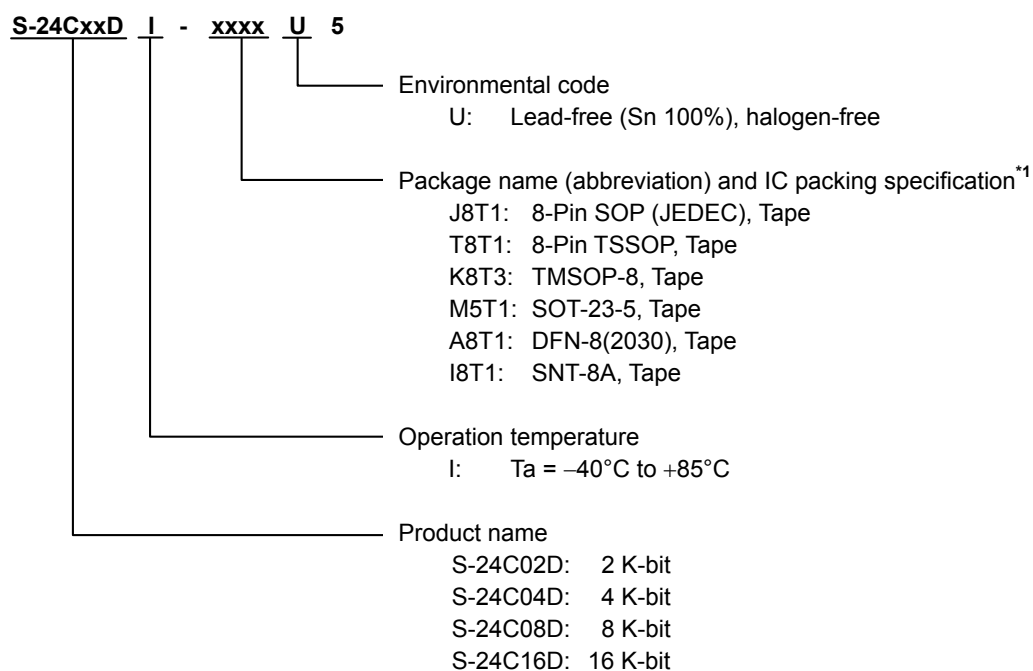 S-24CxxD I - xxxx U 5
Environmental code
U: Lead-free (Sn 100%), halogen-free
Package name (abbreviation) and IC packing specification*1
J8T1: 8-Pin SOP (JEDEC), Tape
T8T1: 8-Pin TSSOP, Tape
K8T3: TMSOP-8, Tape
M5T1: SOT-23-5, Tape
A8T1: DFN-8(2030), Tape
I8T1: SNT-8A, Tape
Operation temperature
I: Ta = −40°C to +85°C
Product name
S-24C02D: 2 K-bit
S-24C04D: 4 K-bit
S-24C08D: 8 K-bit
S-24C16D: 16 K-bit